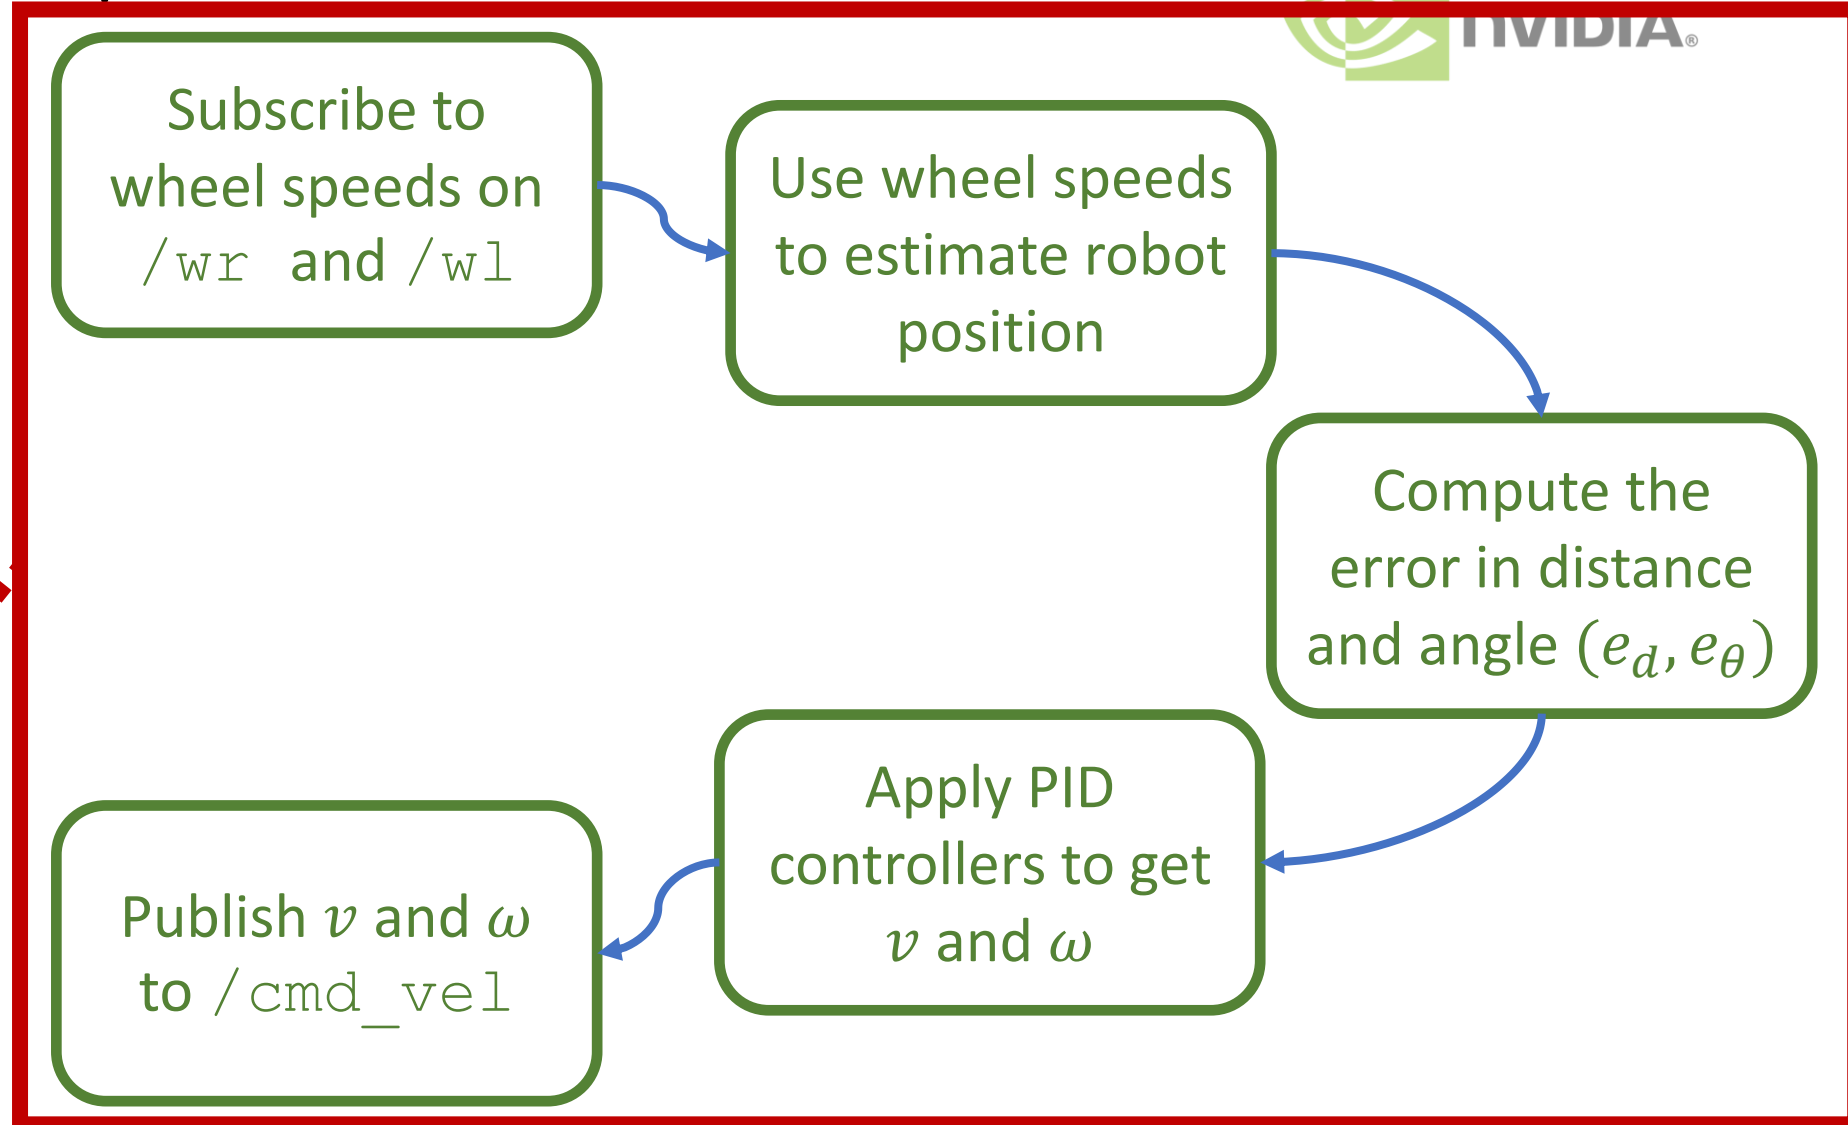 nVIDIA®
Subscribe to
wheel speeds on
/wr and /wl
Use wheel speeds
to estimate robot
position
Compute the
error in distance
and angle (e_d, e_θ)
Apply PID
controllers to get
v and ω
Publish v and ω
to /cmd_vel